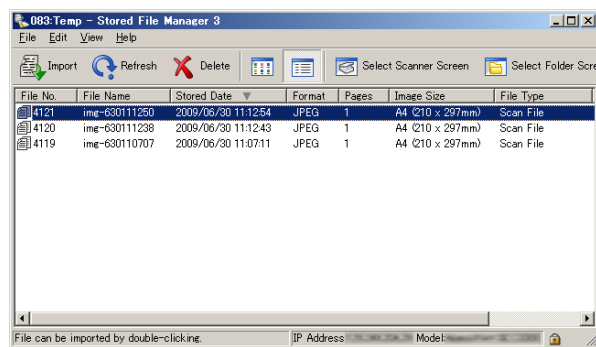 083:Temp - Stored File Manager 3
File Edit View Help
Import Refresh Delete Select Scanner Screen Select Folder Scre
File No. File Name Stored Date Format Pages Image Size File Type
4121 img-630111250 2009/06/30 11:12:54 JPEG 1 A4 (210 x 297mm) Scan File
4120 img-630111238 2009/06/30 11:12:43 JPEG 1 A4 (210 x 297mm) Scan File
4119 img-630110707 2009/06/30 11:07:11 JPEG 1 A4 (210 x 297mm) Scan File
File can be imported by double-clicking. IP Address Model: